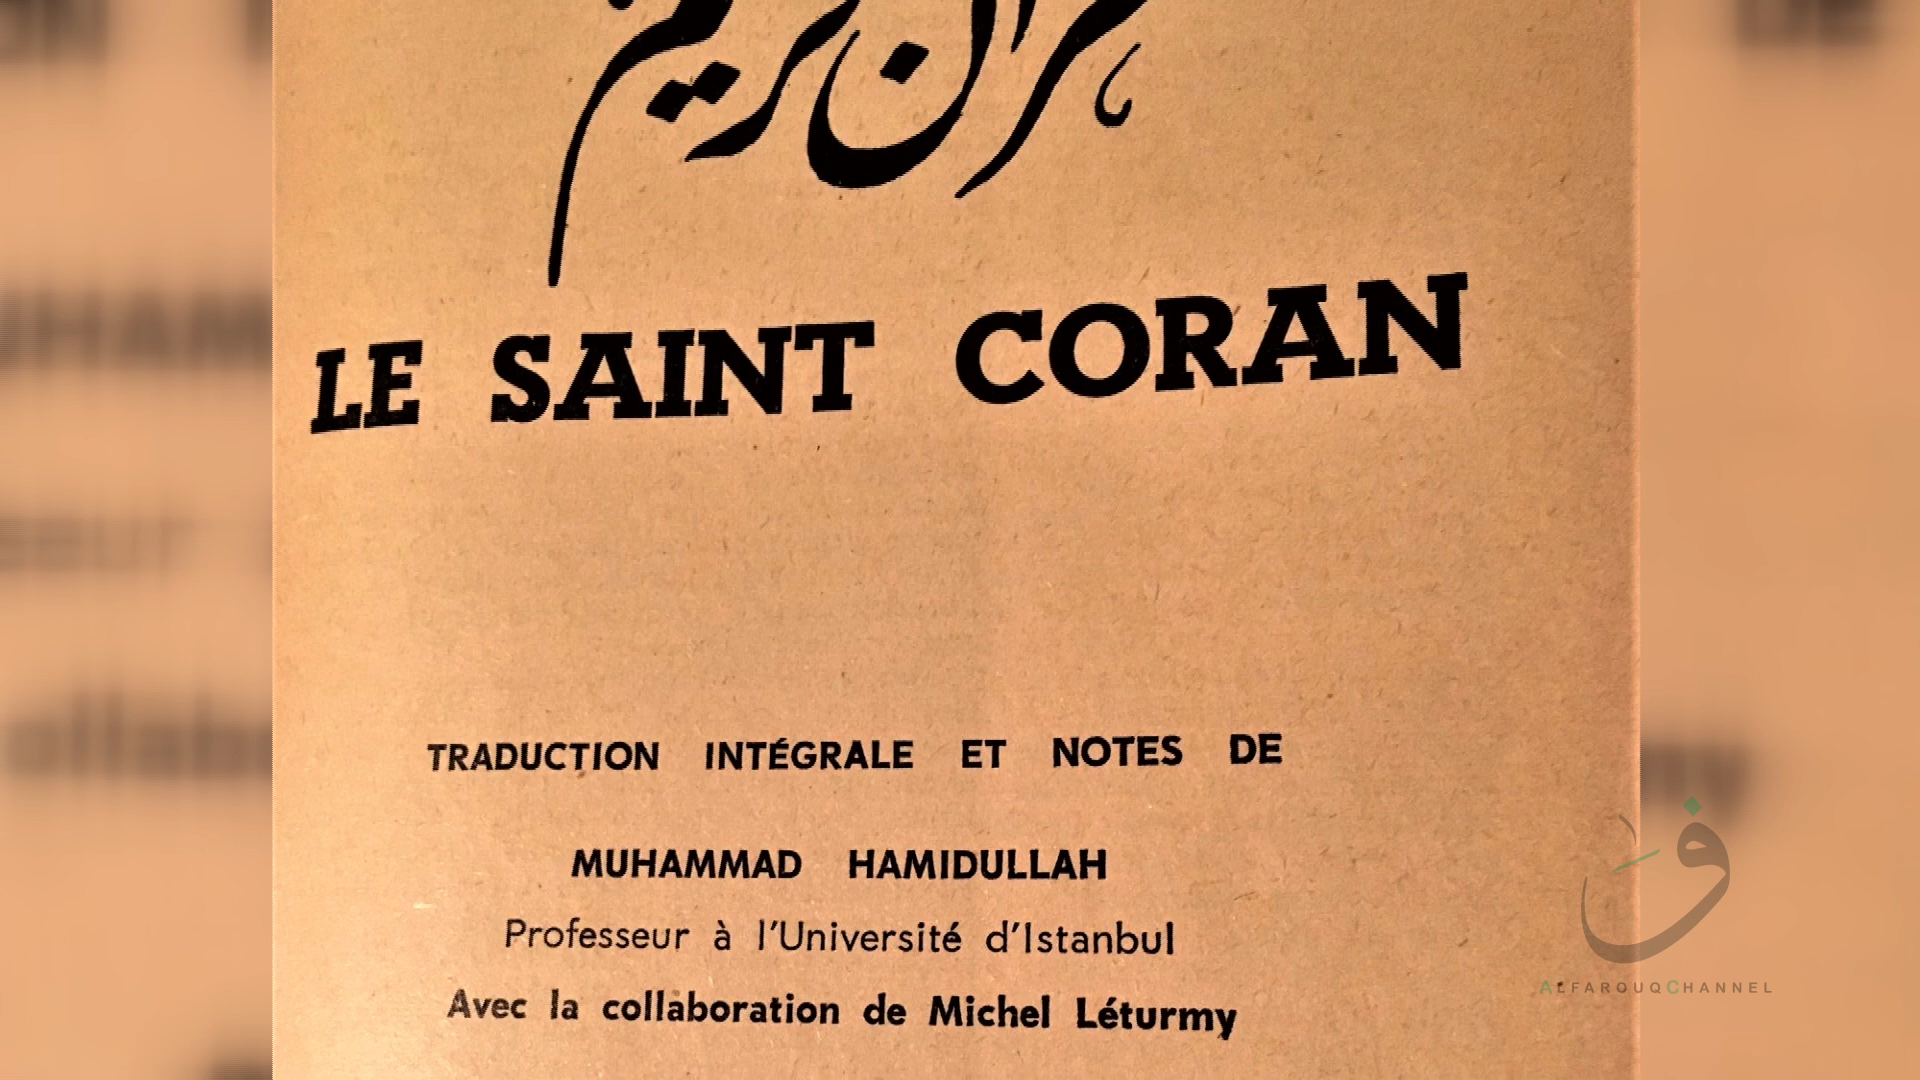 LE SAINT CORAN
TRADUCTION INTÉGRALE ET NOTES DE
MUHAMMAD HAMIDULLAH
Professeur à l'Université d'Istanbul
Avec la collaboration de Michel Léturmy
ALFAROUQCHANNEL